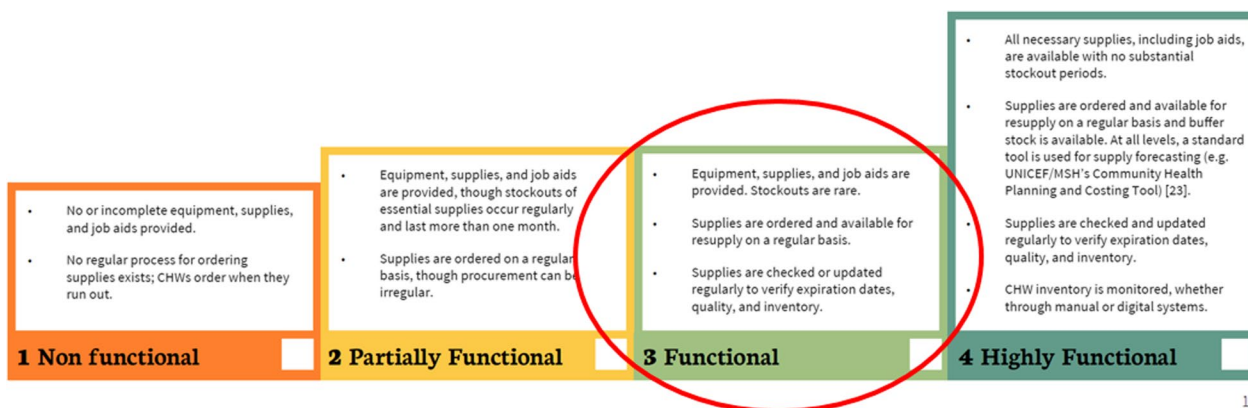 • No or incomplete equipment, supplies,
and job aids provided.
• No regular process for ordering
supplies exists; CHWs order when they
run out.
1 Non functional
• Equipment, supplies, and job aids
are provided, though stockouts of
essential supplies occur regularly
and last more than one month.
• Supplies are ordered on a regular
basis, though procurement can be
irregular.
2 Partially Functional
• Equipment, supplies, and job aids are
provided. Stockouts are rare.
• Supplies are ordered and available for
resupply on a regular basis.
• Supplies are checked or updated
regularly to verify expiration dates,
quality, and inventory.
3 Functional
• All necessary supplies, including job aids,
are available with no substantial
stockout periods.
• Supplies are ordered and available for
resupply on a regular basis and buffer
stock is available. At all levels, a standard
tool is used for supply forecasting (e.g.
UNICEF/MSH's Community Health
Planning and Costing Tool) [23].
• Supplies are checked and updated
regularly to verify expiration dates,
quality, and inventory.
• CHW inventory is monitored, whether
through manual or digital systems.
4 Highly Functional
1